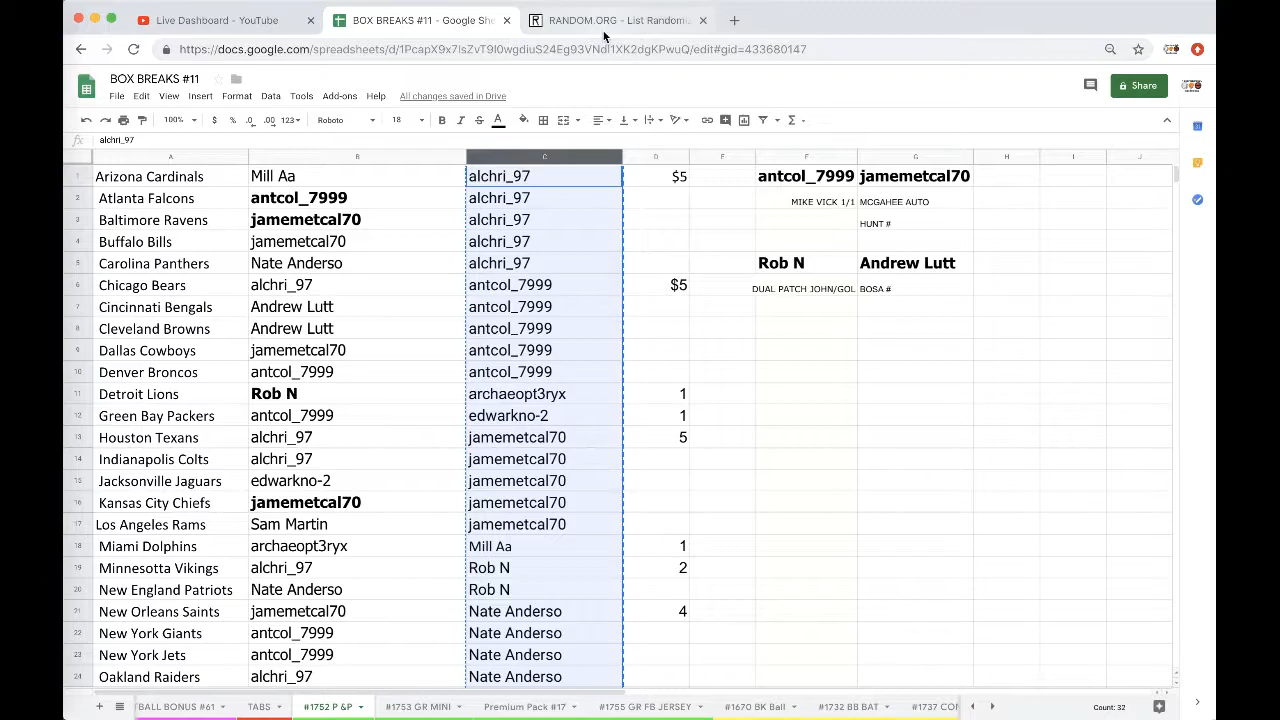 Live Dashboard - YouTube
BOX BREAKS #11 - Google She
RANDOM.ORG - List Randomi
https://docs.google.com/spreadsheets/d/1PcapX9x7lsZvT9I0wgdiuS24Eg93VNdI1XK2dgKPwuQ/edit#gid=433680147
BOX BREAKS #11
File Edit View Insert Format Data Tools Add-ons Help All changes saved in Drive
Share
100% $ % .0 .00 123 Roboto 18 B I S A
fx alchri_97
A B C D E F G H I J
1 Arizona Cardinals Mill Aa alchri_97 $5 antcol_7999 jamemetcal70
2 Atlanta Falcons antcol_7999 alchri_97 MIKE VICK 1/1 MCGAHEE AUTO
3 Baltimore Ravens jamemetcal70 alchri_97 HUNT #
4 Buffalo Bills jamemetcal70 alchri_97
5 Carolina Panthers Nate Anderso alchri_97 Rob N Andrew Lutt
6 Chicago Bears alchri_97 antcol_7999 $5 DUAL PATCH JOHN/GOL BOSA #
7 Cincinnati Bengals Andrew Lutt antcol_7999
8 Cleveland Browns Andrew Lutt antcol_7999
9 Dallas Cowboys jamemetcal70 antcol_7999
10 Denver Broncos antcol_7999 antcol_7999
11 Detroit Lions Rob N archaeopt3ryx 1
12 Green Bay Packers antcol_7999 edwarkno-2 1
13 Houston Texans alchri_97 jamemetcal70 5
14 Indianapolis Colts alchri_97 jamemetcal70
15 Jacksonville Jaguars edwarkno-2 jamemetcal70
16 Kansas City Chiefs jamemetcal70 jamemetcal70
17 Los Angeles Rams Sam Martin jamemetcal70
18 Miami Dolphins archaeopt3ryx Mill Aa 1
19 Minnesotta Vikings alchri_97 Rob N 2
20 New England Patriots Nate Anderso Rob N
21 New Orleans Saints jamemetcal70 Nate Anderso 4
22 New York Giants antcol_7999 Nate Anderso
23 New York Jets antcol_7999 Nate Anderso
24 Oakland Raiders alchri_97 Nate Anderso
BALL BONUS #61 TABS #1752 P &P #1753 GR MINI Premium Pack #17 #1755 GR FB JERSEY #1670 BK Ball #1732 BB BAT #1737 CON Count: 32